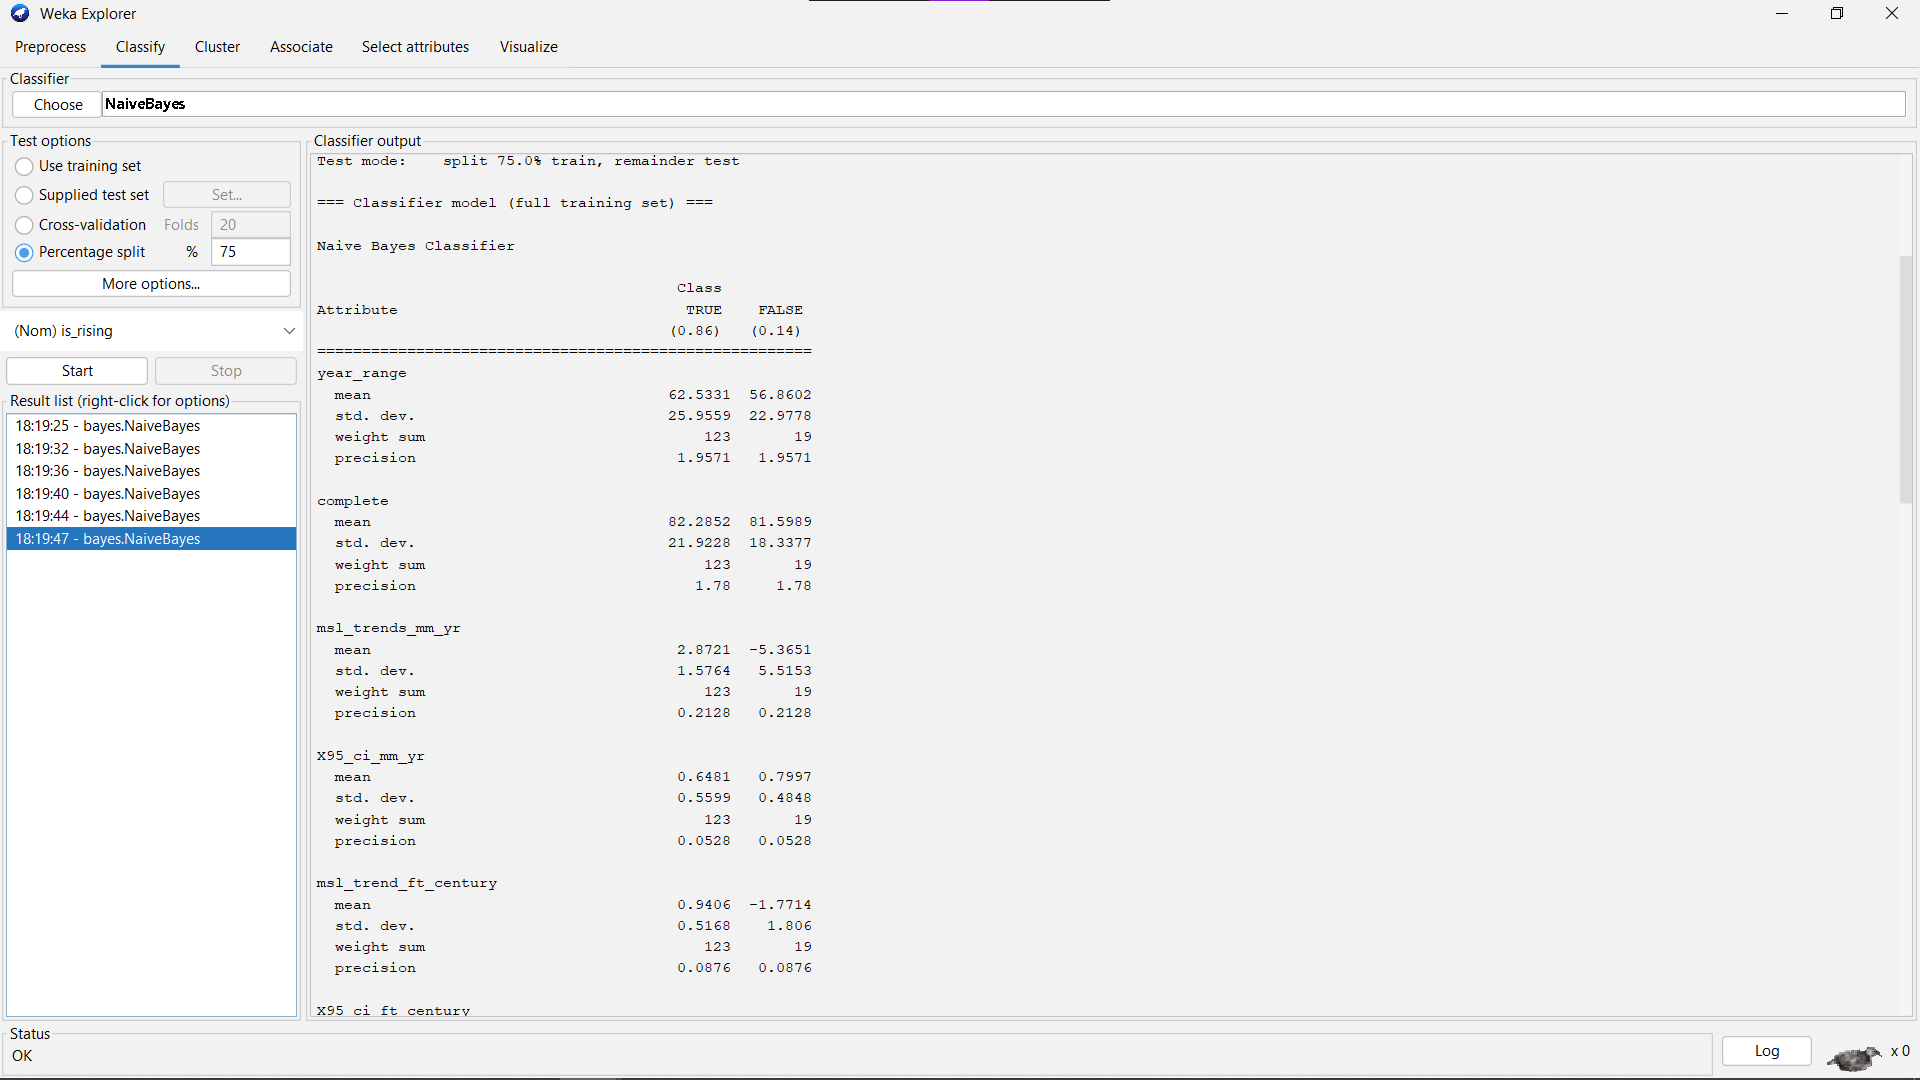 Weka Explorer
Preprocess Classify Cluster Associate Select attributes Visualize
Classifier
Choose NaiveBayes
Test options
Use training set
Supplied test set Set...
Cross-validation Folds 20
Percentage split % 75
More options...
(Nom) is_rising
Start Stop
Result list (right-click for options)
18:19:25 - bayes.NaiveBayes
18:19:32 - bayes.NaiveBayes
18:19:36 - bayes.NaiveBayes
18:19:40 - bayes.NaiveBayes
18:19:44 - bayes.NaiveBayes
18:19:47 - bayes.NaiveBayes
Classifier output
Test mode: split 75.0% train, remainder test
=== Classifier model (full training set) ===
Naive Bayes Classifier
Class
Attribute TRUE FALSE
(0.86) (0.14)
=======================================================
year_range
mean 62.5331 56.8602
std. dev. 25.9559 22.9778
weight sum 123 19
precision 1.9571 1.9571
complete
mean 82.2852 81.5989
std. dev. 21.9228 18.3377
weight sum 123 19
precision 1.78 1.78
msl_trends_mm_yr
mean 2.8721 -5.3651
std. dev. 1.5764 5.5153
weight sum 123 19
precision 0.2128 0.2128
X95_ci_mm_yr
mean 0.6481 0.7997
std. dev. 0.5599 0.4848
weight sum 123 19
precision 0.0528 0.0528
msl_trend_ft_century
mean 0.9406 -1.7714
std. dev. 0.5168 1.806
weight sum 123 19
precision 0.0876 0.0876
X95 ci ft century
Status
OK
Log x 0